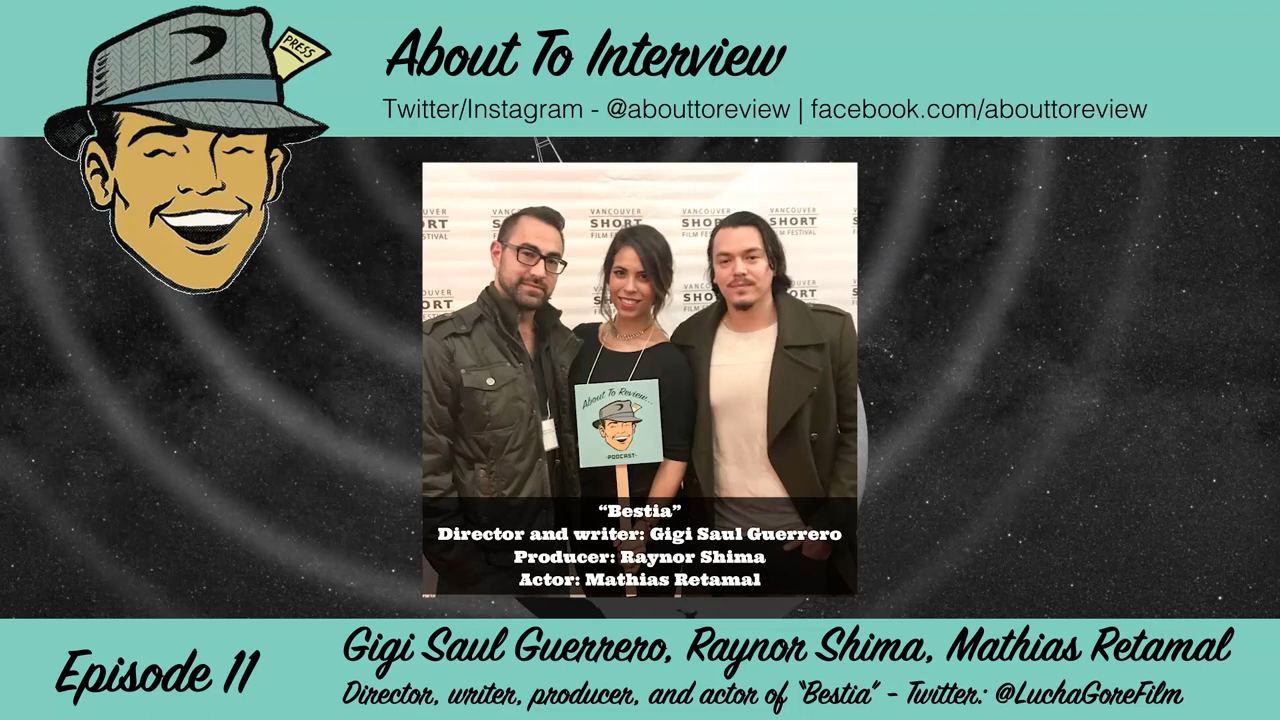 PRESS
About To Interview
Twitter/Instagram - @abouttoreview | facebook.com/abouttoreview
VANCOUVER
SHORT
FILM FESTIVAL
About To Review...
-PODCAST-
“Bestia”
Director and writer: Gigi Saul Guerrero
Producer: Raynor Shima
Actor: Mathias Retamal
Episode 11
Gigi Saul Guerrero, Raynor Shima, Mathias Retamal
Director, writer, producer, and actor of “Bestia” - Twitter: @LuchaGoreFilm